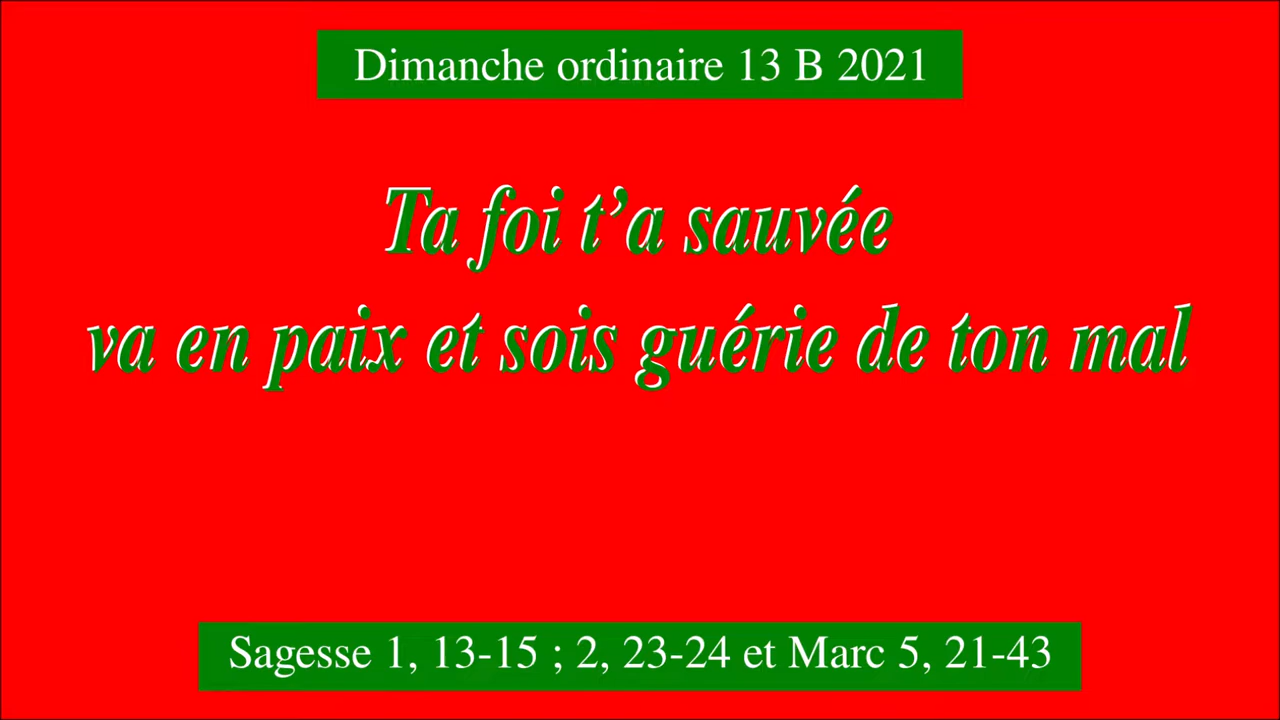 Dimanche ordinaire 13 B 2021
Ta foi t’a sauvée
va en paix et sois guérie de ton mal
Sagesse 1, 13-15 ; 2, 23-24 et Marc 5, 21-43